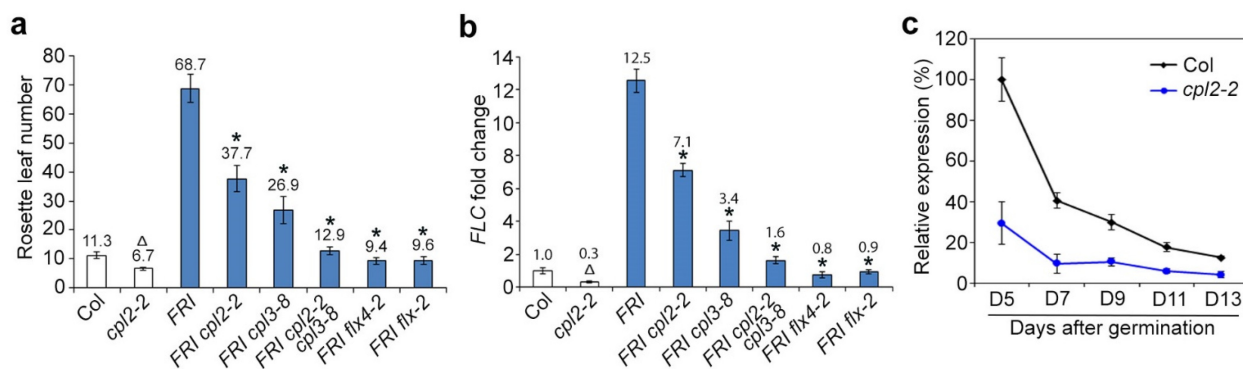 a
Rosette leaf number
80
70
60
50
40
30
20
10
0
11.3
Δ
6.7
68.7
*
37.7
*
26.9
*
12.9
*
9.4
*
9.6
Col
cpl2-2
FRI
FRI cpl2-2
FRI cpl3-8
FRI cpl2-2
cpl3-8
FRI flx4-2
FRI flx-2
b
FLC fold change
14
12
10
8
6
4
2
0
1.0
0.3
Δ
12.5
7.1
*
3.4
*
1.6
*
0.8
*
0.9
*
Col
cpl2-2
FRI
FRI cpl2-2
FRI cpl3-8
FRI cpl2-2
cpl3-8
FRI flx4-2
FRI flx-2
c
Relative expression (%)
120
100
80
60
40
20
0
Col
cpl2-2
D5 D7 D9 D11 D13
Days after germination